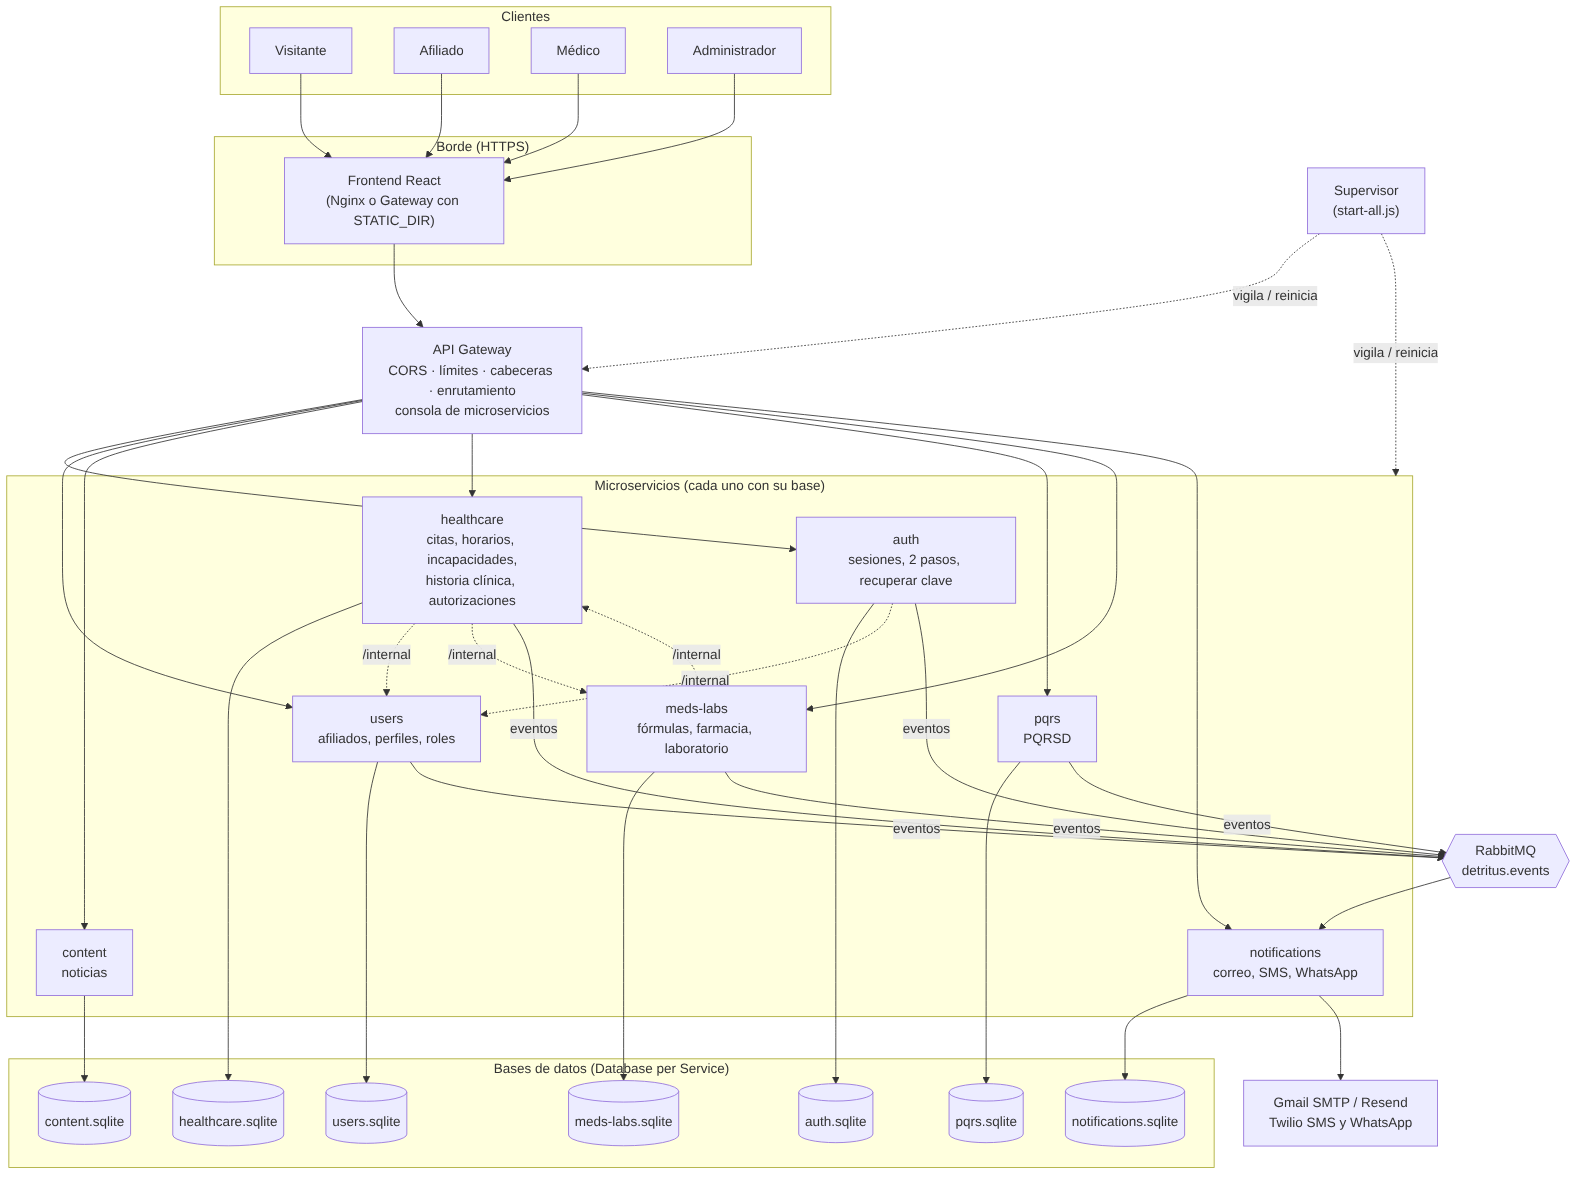 Clientes
Visitante
Afiliado
Médico
Administrador
Borde (HTTPS)
Frontend React
(Nginx o Gateway con
STATIC_DIR)
Supervisor
(start-all.js)
vigila / reinicia
vigila / reinicia
API Gateway
CORS · límites · cabeceras
· enrutamiento
consola de microservicios
Microservicios (cada uno con su base)
healthcare
citas, horarios,
incapacidades,
historia clínica,
autorizaciones
auth
sesiones, 2 pasos,
recuperar clave
/internal
/internal
/internal
/internal
users
afiliados, perfiles, roles
meds-labs
fórmulas, farmacia,
laboratorio
pqrs
PQRSD
eventos
eventos
eventos
eventos
eventos
RabbitMQ
detritus.events
content
noticias
notifications
correo, SMS, WhatsApp
Bases de datos (Database per Service)
content.sqlite
healthcare.sqlite
users.sqlite
meds-labs.sqlite
auth.sqlite
pqrs.sqlite
notifications.sqlite
Gmail SMTP / Resend
Twilio SMS y WhatsApp